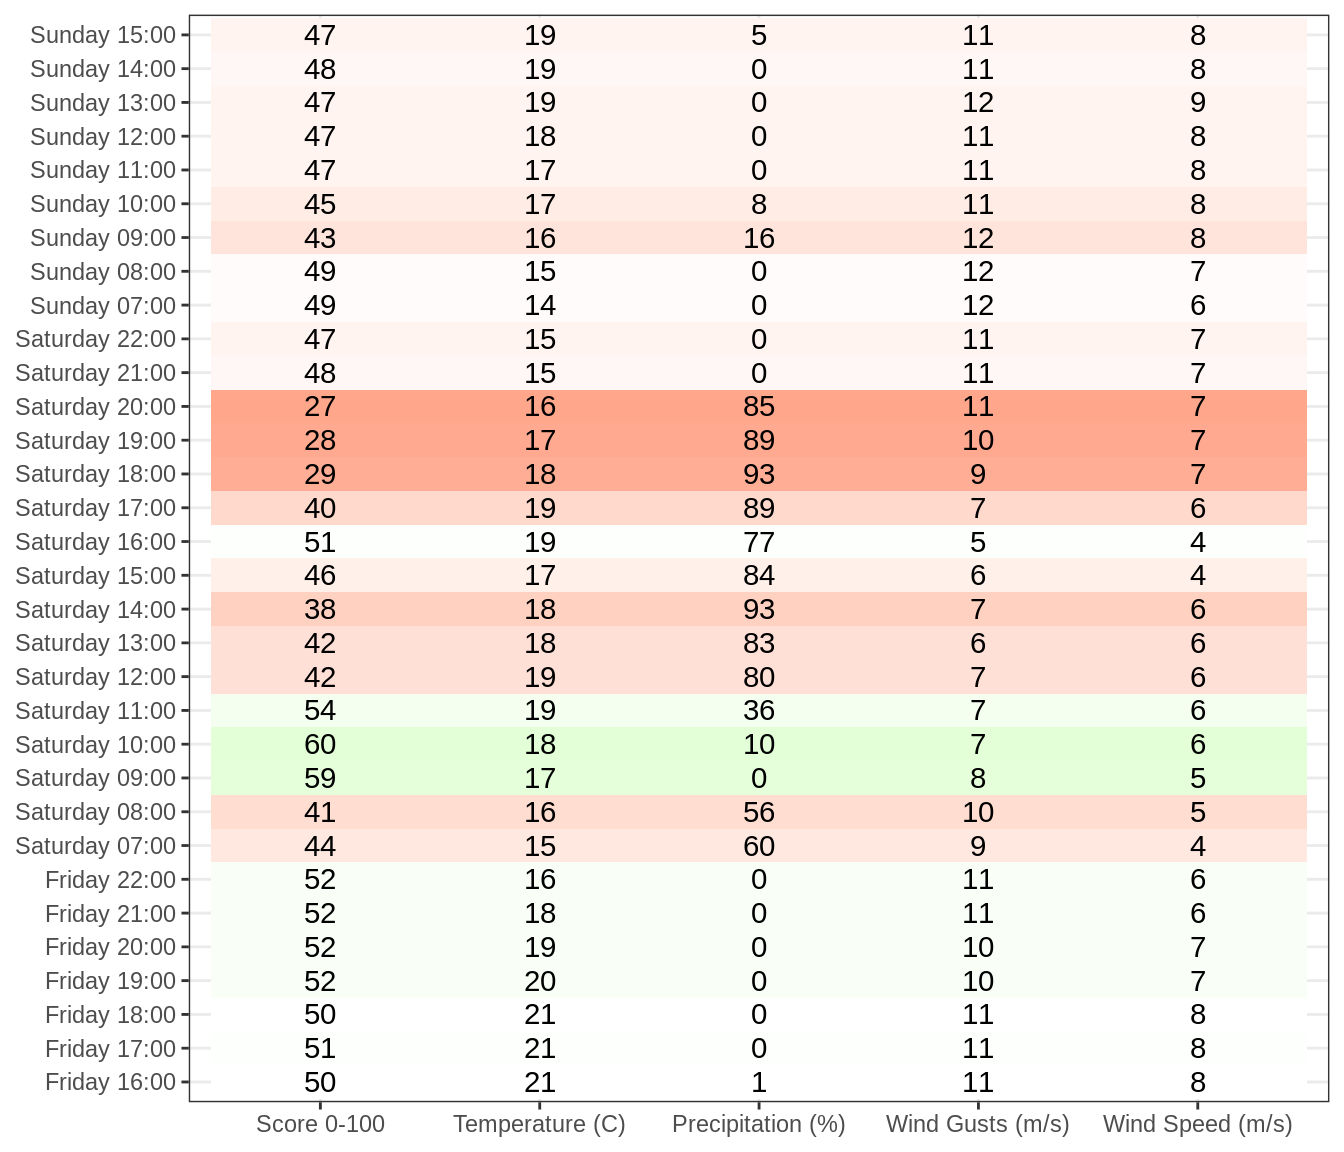 Sunday 15:00 47 19 5 11 8
Sunday 14:00 48 19 0 11 8
Sunday 13:00 47 19 0 12 9
Sunday 12:00 47 18 0 11 8
Sunday 11:00 47 17 0 11 8
Sunday 10:00 45 17 8 11 8
Sunday 09:00 43 16 16 12 8
Sunday 08:00 49 15 0 12 7
Sunday 07:00 49 14 0 12 6
Saturday 22:00 47 15 0 11 7
Saturday 21:00 48 15 0 11 7
Saturday 20:00 27 16 85 11 7
Saturday 19:00 28 17 89 10 7
Saturday 18:00 29 18 93 9 7
Saturday 17:00 40 19 89 7 6
Saturday 16:00 51 19 77 5 4
Saturday 15:00 46 17 84 6 4
Saturday 14:00 38 18 93 7 6
Saturday 13:00 42 18 83 6 6
Saturday 12:00 42 19 80 7 6
Saturday 11:00 54 19 36 7 6
Saturday 10:00 60 18 10 7 6
Saturday 09:00 59 17 0 8 5
Saturday 08:00 41 16 56 10 5
Saturday 07:00 44 15 60 9 4
Friday 22:00 52 16 0 11 6
Friday 21:00 52 18 0 11 6
Friday 20:00 52 19 0 10 7
Friday 19:00 52 20 0 10 7
Friday 18:00 50 21 0 11 8
Friday 17:00 51 21 0 11 8
Friday 16:00 50 21 1 11 8
Score 0-100 Temperature (C) Precipitation (%) Wind Gusts (m/s) Wind Speed (m/s)